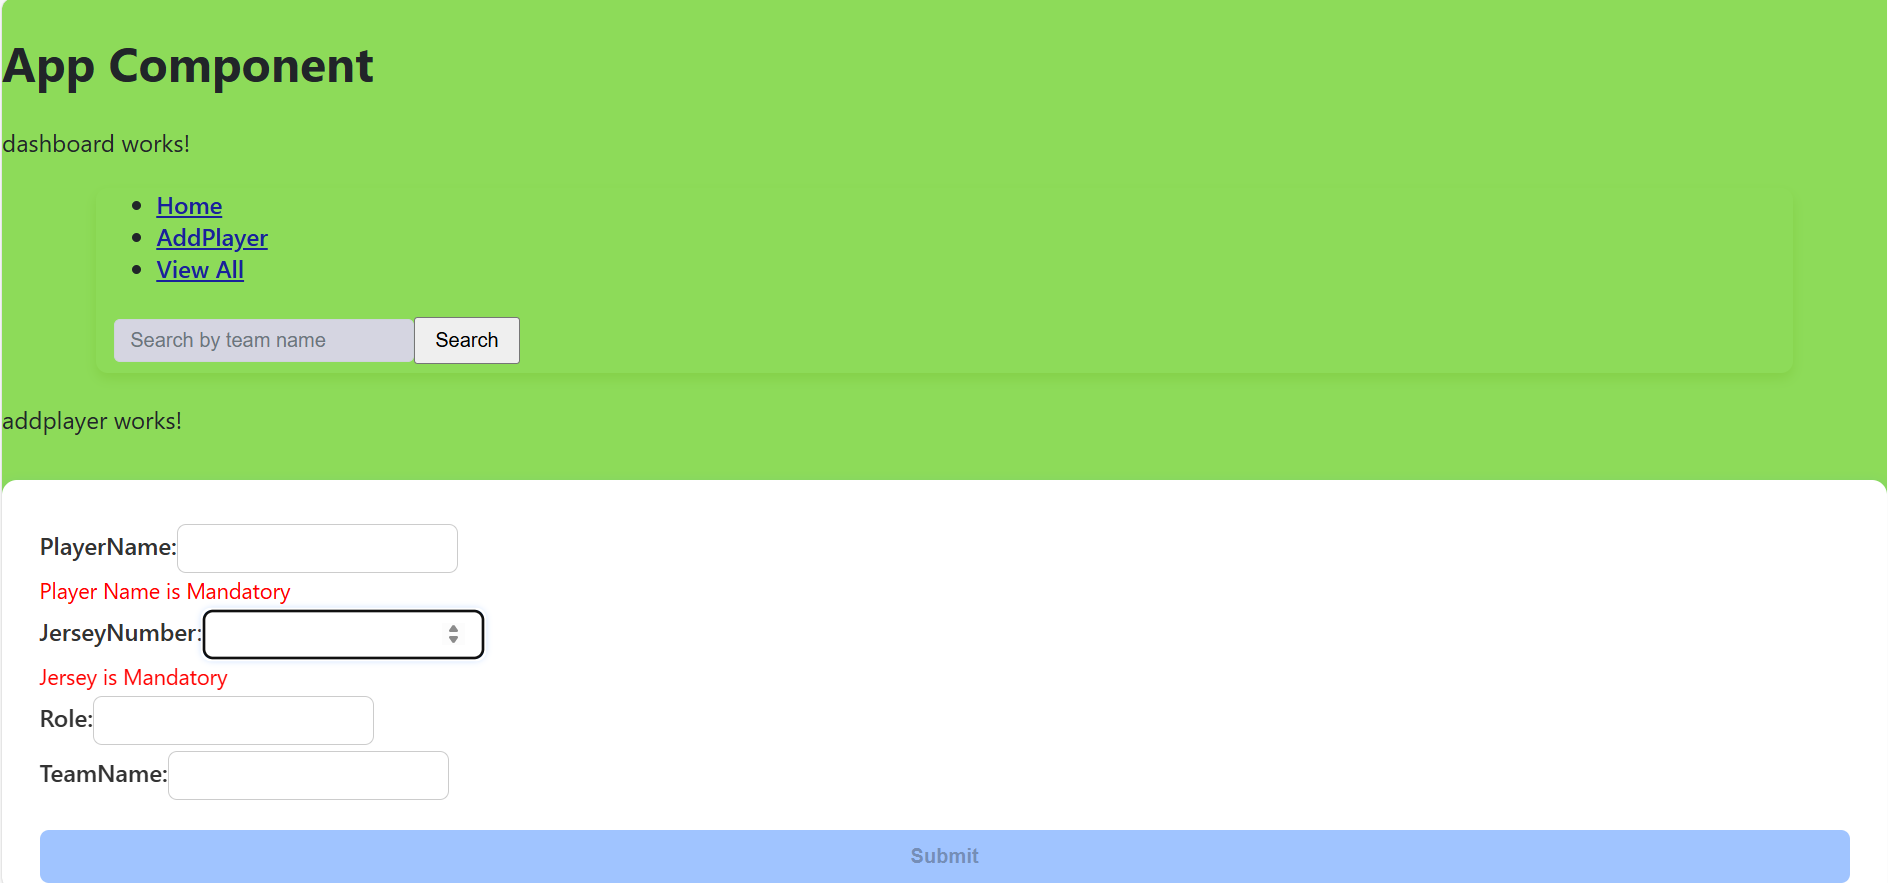 App Component
dashboard works!
Home
AddPlayer
View All
Search by team name Search
addplayer works!
PlayerName:
Player Name is Mandatory
JerseyNumber:
Jersey is Mandatory
Role:
TeamName:
Submit